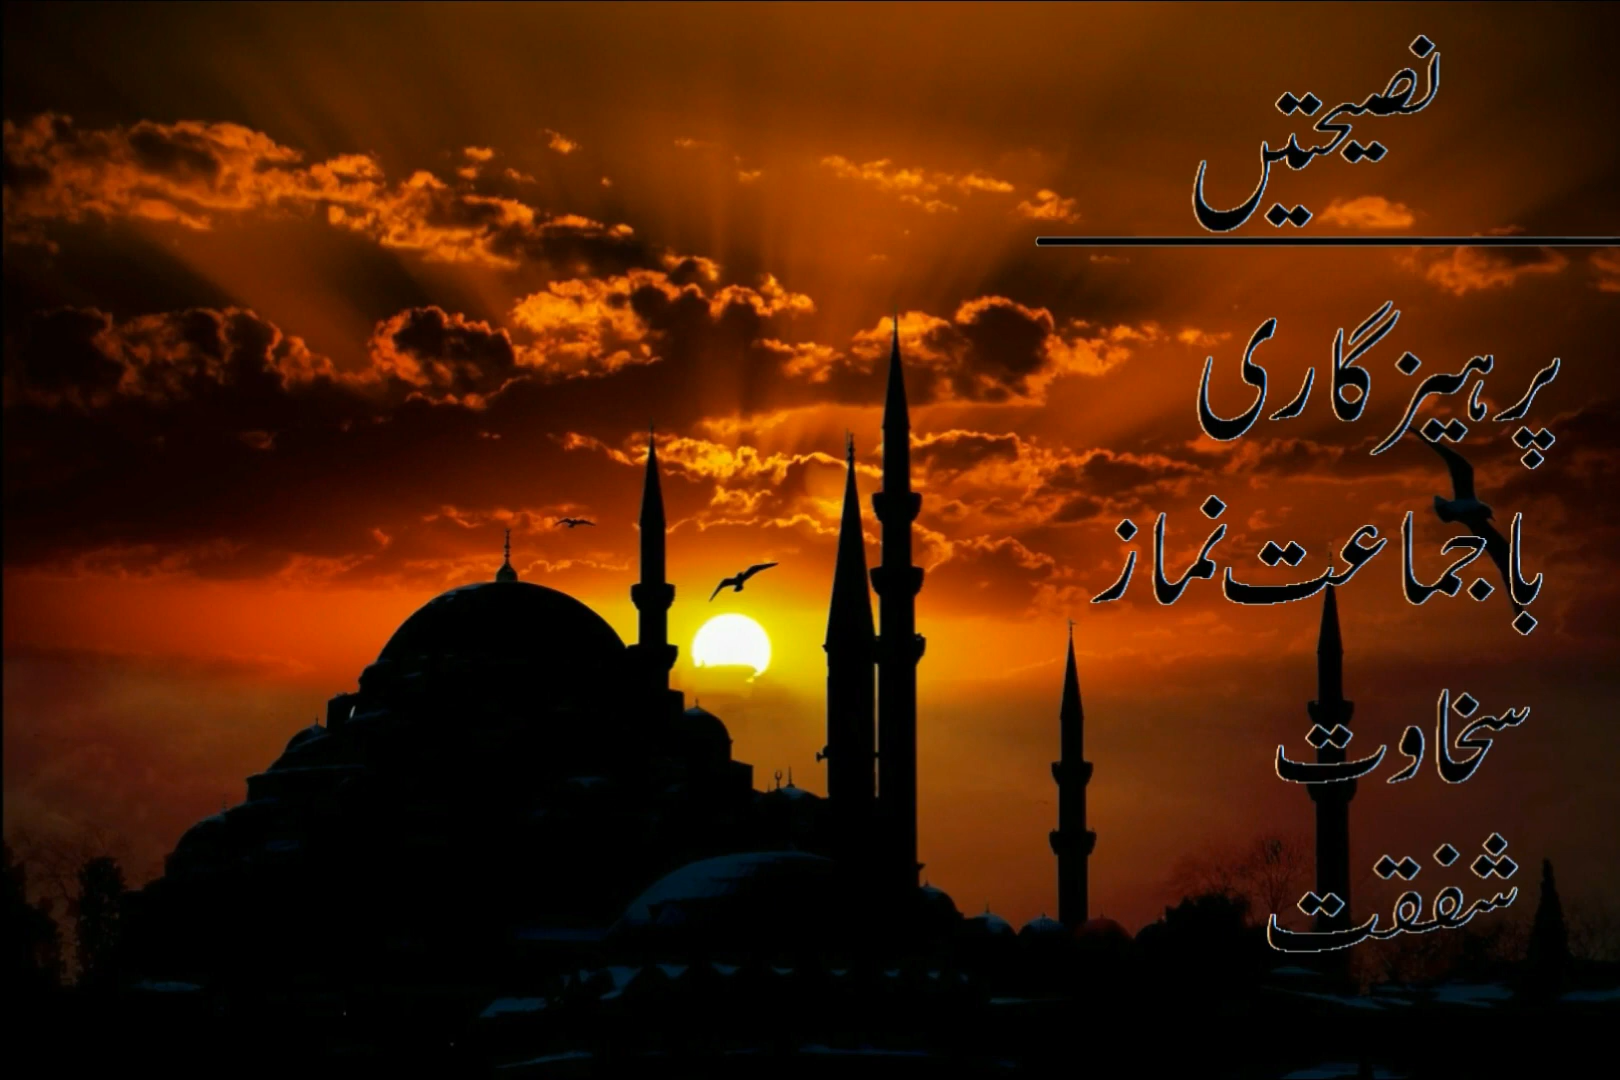 نصیحتیں
پرہیزگاری
باجماعت نماز
سخاوت
شفقت